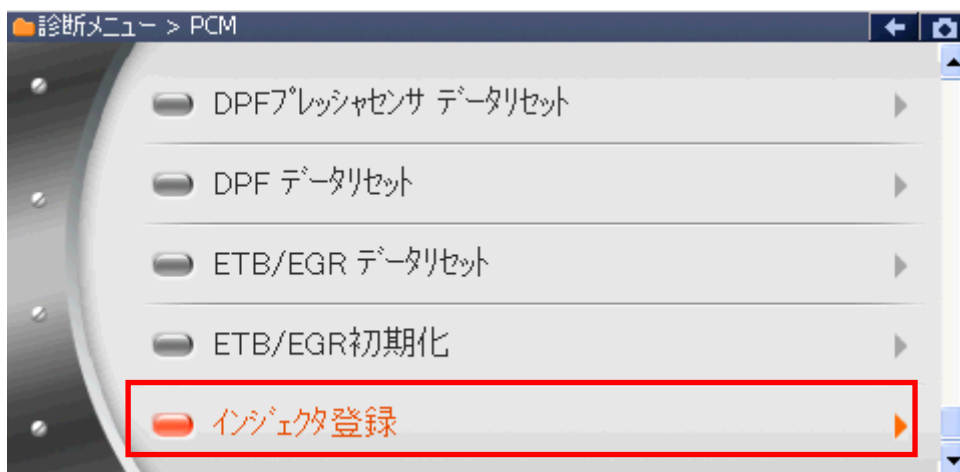 診断メニュー > PCM
DPFプレッシャセンサ データリセット
DPF データリセット
ETB/EGR データリセット
ETB/EGR初期化
インジェクタ登録